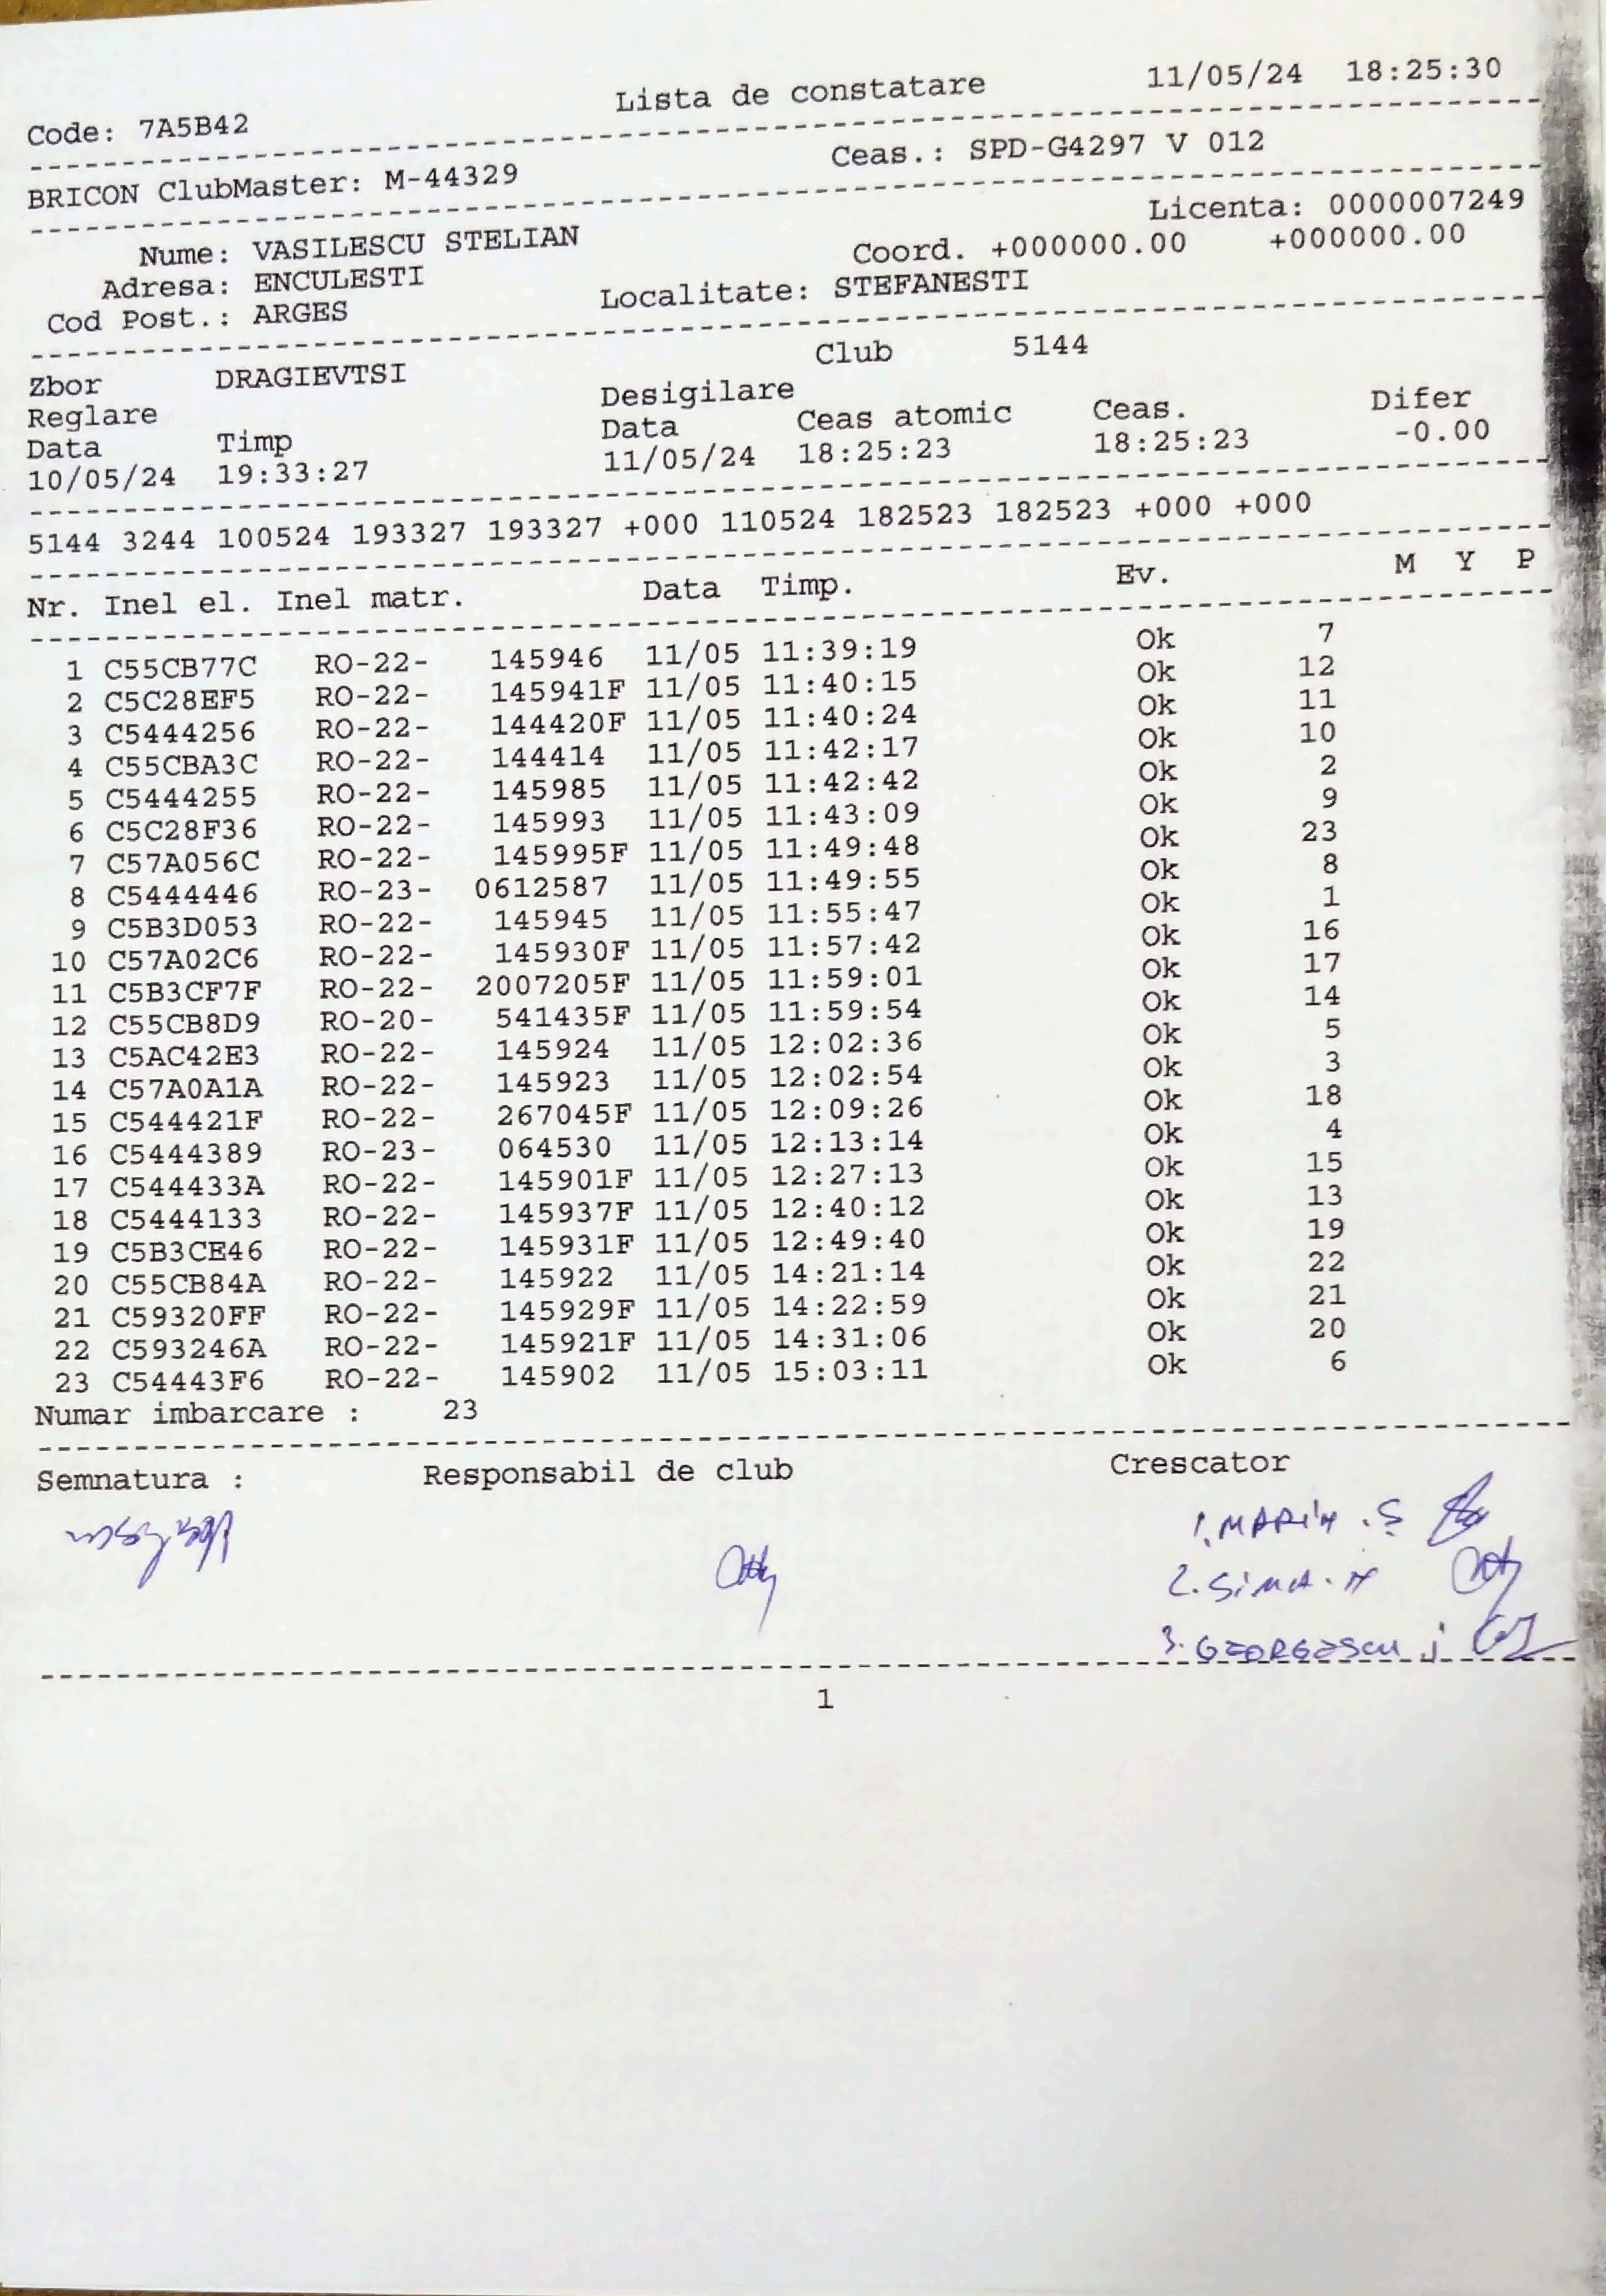 Lista de constatare 11/05/24 18:25:30
Code: 7A5B42
BRICON ClubMaster: M-44329 Ceas.: SPD-G4297 V 012
Licenta: 0000007249
Nume: VASILESCU STELIAN Coord. +000000.00 +000000.00
Adresa: ENCULESTI
Cod Post.: ARGES Localitate: STEFANESTI
Club 5144
Zbor DRAGIEVTSI
Reglare Desigilare
Data Timp Data Ceas atomic Ceas. Difer
10/05/24 19:33:27 11/05/24 18:25:23 18:25:23 -0.00
5144 3244 100524 193327 193327 +000 110524 182523 182523 +000 +000
Nr. Inel el. Inel matr. Data Timp. Ev. M Y P
1 C55CB77C RO-22- 145946 11/05 11:39:19 Ok 7
2 C5C28EF5 RO-22- 145941F 11/05 11:40:15 Ok 12
3 C5444256 RO-22- 144420F 11/05 11:40:24 Ok 11
4 C55CBA3C RO-22- 144414 11/05 11:42:17 Ok 10
5 C5444255 RO-22- 145985 11/05 11:42:42 Ok 2
6 C5C28F36 RO-22- 145993 11/05 11:43:09 Ok 9
7 C57A056C RO-22- 145995F 11/05 11:49:48 Ok 23
8 C5444446 RO-23- 0612587 11/05 11:49:55 Ok 8
9 C5B3D053 RO-22- 145945 11/05 11:55:47 Ok 1
10 C57A02C6 RO-22- 145930F 11/05 11:57:42 Ok 16
11 C5B3CF7F RO-22- 2007205F 11/05 11:59:01 Ok 17
12 C55CB8D9 RO-20- 541435F 11/05 11:59:54 Ok 14
13 C5AC42E3 RO-22- 145924 11/05 12:02:36 Ok 5
14 C57A0A1A RO-22- 145923 11/05 12:02:54 Ok 3
15 C544421F RO-22- 267045F 11/05 12:09:26 Ok 18
16 C5444389 RO-23- 064530 11/05 12:13:14 Ok 4
17 C544433A RO-22- 145901F 11/05 12:27:13 Ok 15
18 C5444133 RO-22- 145937F 11/05 12:40:12 Ok 13
19 C5B3CE46 RO-22- 145931F 11/05 12:49:40 Ok 19
20 C55CB84A RO-22- 145922 11/05 14:21:14 Ok 22
21 C59320FF RO-22- 145929F 11/05 14:22:59 Ok 21
22 C593246A RO-22- 145921F 11/05 14:31:06 Ok 20
23 C54443F6 RO-22- 145902 11/05 15:03:11 Ok 6
Numar imbarcare : 23
Semnatura : Responsabil de club Crescator
1. MARiN . Ș
2. SiMA . N
3. GEORGESCU i
1